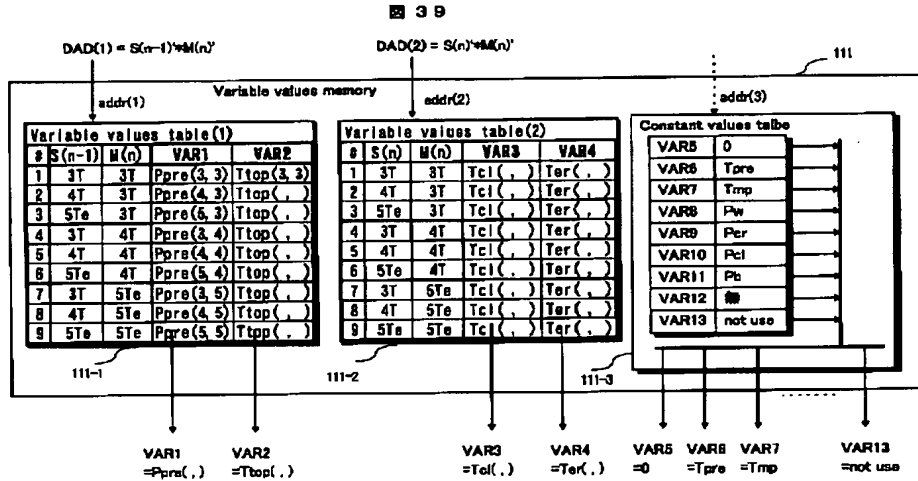 図 39
DAD(1) = S(n-1)'*M(n)'
DAD(2) = S(n)'*M(n)'
111
Variable values memory
addr(1)
addr(2)
addr(3)
Variable values table(1)
# S(n-1) M(n) VAR1 VAR2
1 3T 3T Ppre(3, 3) Ttop(3, 3)
2 4T 3T Ppre(4, 3) Ttop( , )
3 5Te 3T Ppre(5, 3) Ttop( , )
4 3T 4T Ppre(3, 4) Ttop( , )
5 4T 4T Ppre(4, 4) Ttop( , )
6 5Te 4T Ppre(5, 4) Ttop( , )
7 3T 5Te Ppre(3, 5) Ttop( , )
8 4T 5Te Ppre(4, 5) Ttop( , )
9 5Te 5Te Ppre(5, 5) Ttop( , )
111-1
Variable values table(2)
# S(n) M(n) VAR3 VAR4
1 3T 3T Tcl( , ) Ter( , )
2 4T 3T Tcl( , ) Ter( , )
3 5Te 3T Tcl( , ) Ter( , )
4 3T 4T Tcl( , ) Ter( , )
5 4T 4T Tcl( , ) Ter( , )
6 5Te 4T Tcl( , ) Ter( , )
7 3T 5Te Tcl( , ) Ter( , )
8 4T 5Te Tcl( , ) Ter( , )
9 5Te 5Te Tcl( , ) Ter( , )
111-2
Constant values talbe
VAR5 0
VAR6 Tpre
VAR7 Tmp
VAR8 Pw
VAR9 Per
VAR10 Pcl
VAR11 Pb
VAR12
VAR13 not use
111-3
VAR1
=Ppre( , )
VAR2
=Ttop( , )
VAR3
=Tcl( , )
VAR4
=Ter( , )
VAR5
=0
VAR6
=Tpre
VAR7
=Tmp
VAR13
=not use